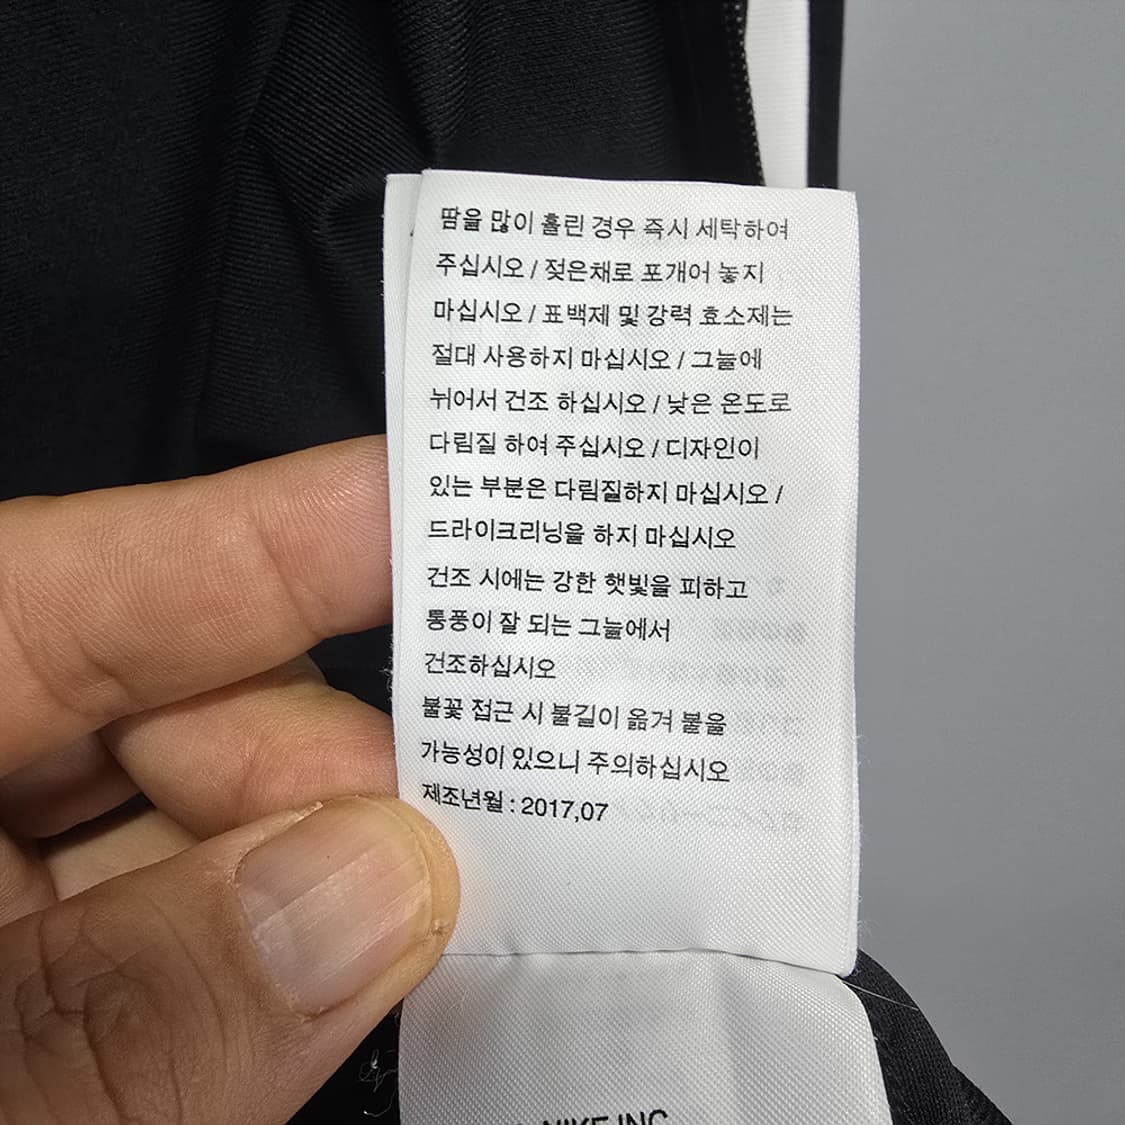 땀을 많이 흘린 경우 즉시 세탁하여
주십시오 / 젖은채로 포개어 놓지
마십시오 / 표백제 및 강력 효소제는
절대 사용하지 마십시오 / 그늘에
뉘어서 건조 하십시오 / 낮은 온도로
다림질 하여 주십시오 / 디자인이
있는 부분은 다림질하지 마십시오 /
드라이크리닝을 하지 마십시오
건조 시에는 강한 햇빛을 피하고
통풍이 잘 되는 그늘에서
건조하십시오
불꽃 접근 시 불길이 옮겨 붙을
가능성이 있으니 주의하십시오
제조년월 : 2017,07
NIKE INC